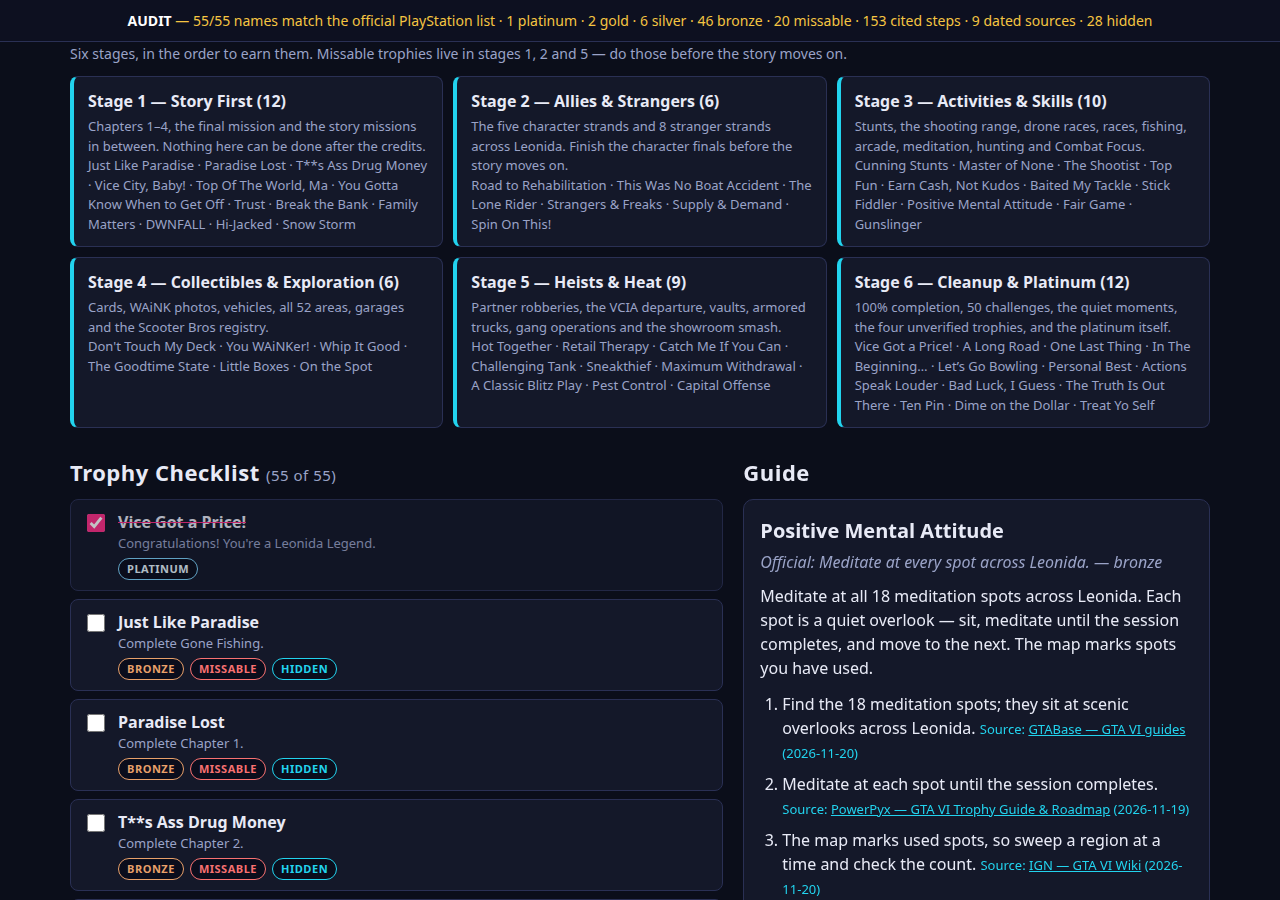 AUDIT — 55/55 names match the official PlayStation list · 1 platinum · 2 gold · 6 silver · 46 bronze · 20 missable · 153 cited steps · 9 dated sources · 28 hidden
Six stages, in the order to earn them. Missable trophies live in stages 1, 2 and 5 — do those before the story moves on.
Stage 1 — Story First (12)
Chapters 1–4, the final mission and the story missions
in between. Nothing here can be done after the credits.
Just Like Paradise · Paradise Lost · T**s Ass Drug Money
· Vice City, Baby! · Top Of The World, Ma · You Gotta
Know When to Get Off · Trust · Break the Bank · Family
Matters · DWNFALL · Hi-Jacked · Snow Storm
Stage 2 — Allies & Strangers (6)
The five character strands and 8 stranger strands
across Leonida. Finish the character finals before the
story moves on.
Road to Rehabilitation · This Was No Boat Accident · The
Lone Rider · Strangers & Freaks · Supply & Demand ·
Spin On This!
Stage 3 — Activities & Skills (10)
Stunts, the shooting range, drone races, races, fishing,
arcade, meditation, hunting and Combat Focus.
Cunning Stunts · Master of None · The Shootist · Top
Fun · Earn Cash, Not Kudos · Baited My Tackle · Stick
Fiddler · Positive Mental Attitude · Fair Game ·
Gunslinger
Stage 4 — Collectibles & Exploration (6)
Cards, WAiNK photos, vehicles, all 52 areas, garages
and the Scooter Bros registry.
Don't Touch My Deck · You WAiNKer! · Whip It Good ·
The Goodtime State · Little Boxes · On the Spot
Stage 5 — Heists & Heat (9)
Partner robberies, the VCIA departure, vaults, armored
trucks, gang operations and the showroom smash.
Hot Together · Retail Therapy · Catch Me If You Can ·
Challenging Tank · Sneakthief · Maximum Withdrawal ·
A Classic Blitz Play · Pest Control · Capital Offense
Stage 6 — Cleanup & Platinum (12)
100% completion, 50 challenges, the quiet moments,
the four unverified trophies, and the platinum itself.
Vice Got a Price! · A Long Road · One Last Thing · In The
Beginning... · Let’s Go Bowling · Personal Best · Actions
Speak Louder · Bad Luck, I Guess · The Truth Is Out
There · Ten Pin · Dime on the Dollar · Treat Yo Self
Trophy Checklist (55 of 55)
Vice Got a Price!
Congratulations! You're a Leonida Legend.
PLATINUM
Just Like Paradise
Complete Gone Fishing.
BRONZE MISSABLE HIDDEN
Paradise Lost
Complete Chapter 1.
BRONZE MISSABLE HIDDEN
T**s Ass Drug Money
Complete Chapter 2.
BRONZE MISSABLE HIDDEN
Guide
Positive Mental Attitude
Official: Meditate at every spot across Leonida. — bronze
Meditate at all 18 meditation spots across Leonida. Each
spot is a quiet overlook — sit, meditate until the session
completes, and move to the next. The map marks spots
you have used.
1. Find the 18 meditation spots; they sit at scenic
overlooks across Leonida. Source: GTABase — GTA VI guides
(2026-11-20)
2. Meditate at each spot until the session completes.
Source: PowerPyx — GTA VI Trophy Guide & Roadmap (2026-11-19)
3. The map marks used spots, so sweep a region at a
time and check the count. Source: IGN — GTA VI Wiki (2026-
11-20)